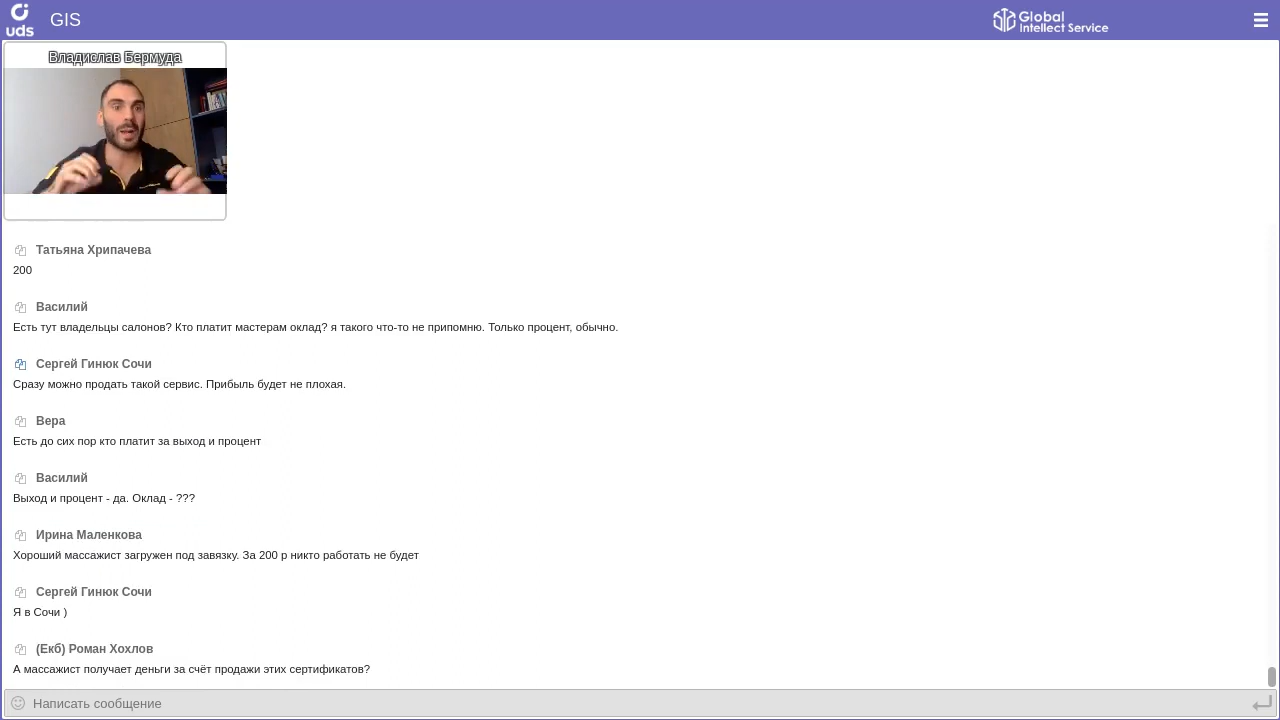 uds
GIS
Global
Intellect Service
Владислав Бермуда
Татьяна Хрипачева
200
Василий
Есть тут владельцы салонов? Кто платит мастерам оклад? я такого что-то не припомню. Только процент, обычно.
Сергей Гинюк Сочи
Сразу можно продать такой сервис. Прибыль будет не плохая.
Вера
Есть до сих пор кто платит за выход и процент
Василий
Выход и процент - да. Оклад - ???
Ирина Маленкова
Хороший массажист загружен под завязку. За 200 р никто работать не будет
Сергей Гинюк Сочи
Я в Сочи )
(Екб) Роман Хохлов
А массажист получает деньги за счёт продажи этих сертификатов?
Написать сообщение